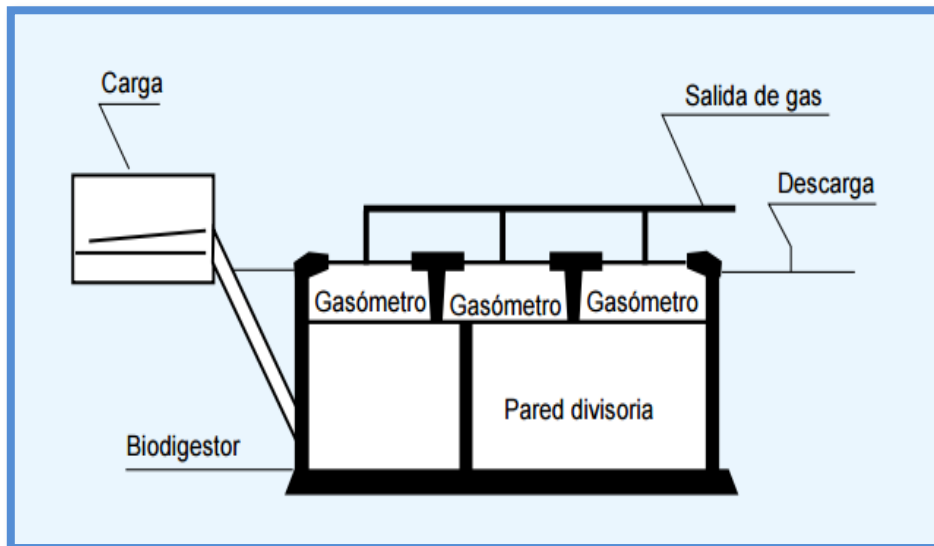 Carga
Salida de gas
Descarga
Gasómetro
Gasómetro
Gasómetro
Pared divisoria
Biodigestor